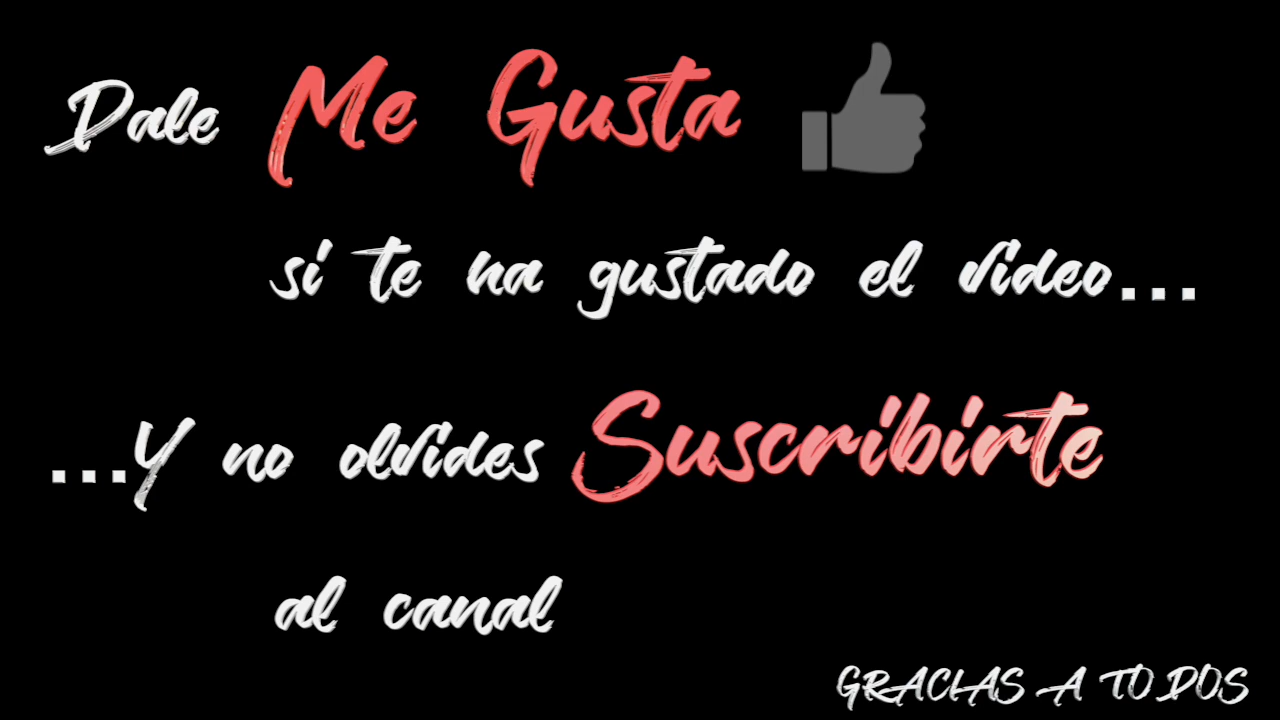 Dale Me Gusta
si te ha gustado el video...
...Y no olvides Suscribirte
al canal
GRACIAS A TODOS